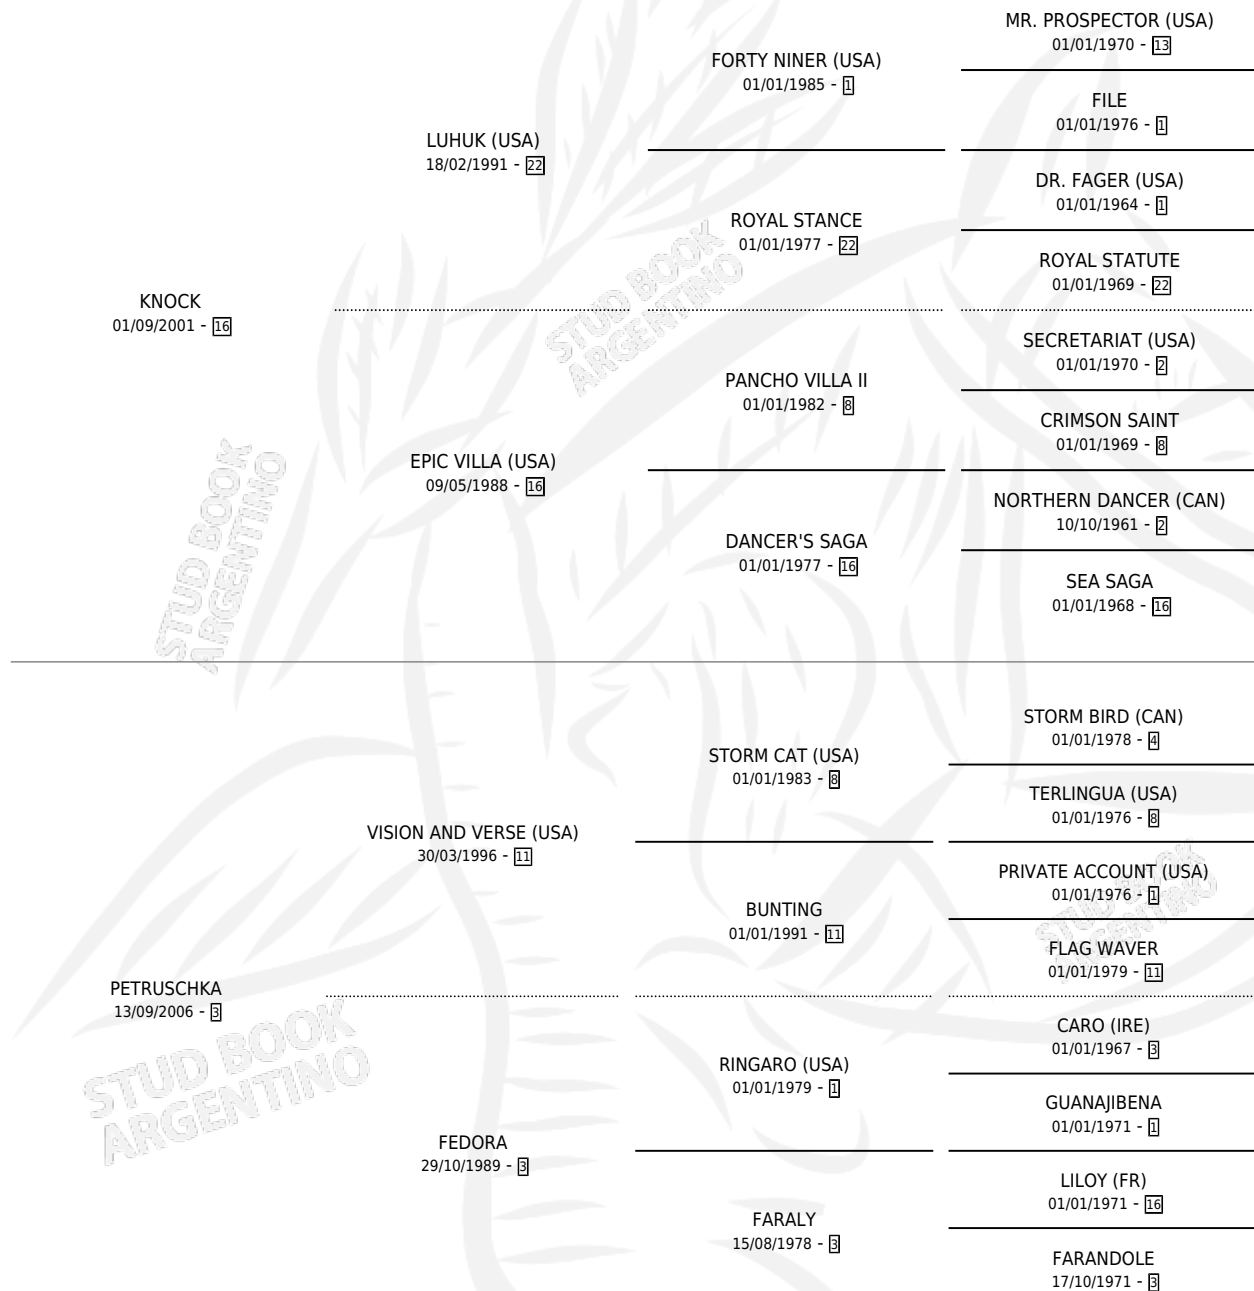 MR. PROSPECTOR (USA)
01/01/1970 - 13
FORTY NINER (USA)
01/01/1985 - 1
FILE
01/01/1976 - 1
LUHUK (USA)
18/02/1991 - 22
DR. FAGER (USA)
01/01/1964 - 1
ROYAL STANCE
01/01/1977 - 22
ROYAL STATUTE
01/01/1969 - 22
KNOCK
01/09/2001 - 16
SECRETARIAT (USA)
01/01/1970 - 2
PANCHO VILLA II
01/01/1982 - 8
CRIMSON SAINT
01/01/1969 - 8
EPIC VILLA (USA)
09/05/1988 - 16
NORTHERN DANCER (CAN)
10/10/1961 - 2
DANCER'S SAGA
01/01/1977 - 16
SEA SAGA
01/01/1968 - 16
STORM BIRD (CAN)
01/01/1978 - 4
STORM CAT (USA)
01/01/1983 - 8
TERLINGUA (USA)
01/01/1976 - 8
VISION AND VERSE (USA)
30/03/1996 - 11
PRIVATE ACCOUNT (USA)
01/01/1976 - 1
BUNTING
01/01/1991 - 11
FLAG WAVER
01/01/1979 - 11
PETRUSCHKA
13/09/2006 - 3
CARO (IRE)
01/01/1967 - 3
RINGARO (USA)
01/01/1979 - 1
GUANAJIBENA
01/01/1971 - 1
FEDORA
29/10/1989 - 3
LILOY (FR)
01/01/1971 - 16
FARALY
15/08/1978 - 3
FARANDOLE
17/10/1971 - 3
STUD BOOK
ARGENTINO
STUD BOOK
ARGENTINO
STUD BOOK
ARGENTINO
STUD BOOK
ARGENTINO